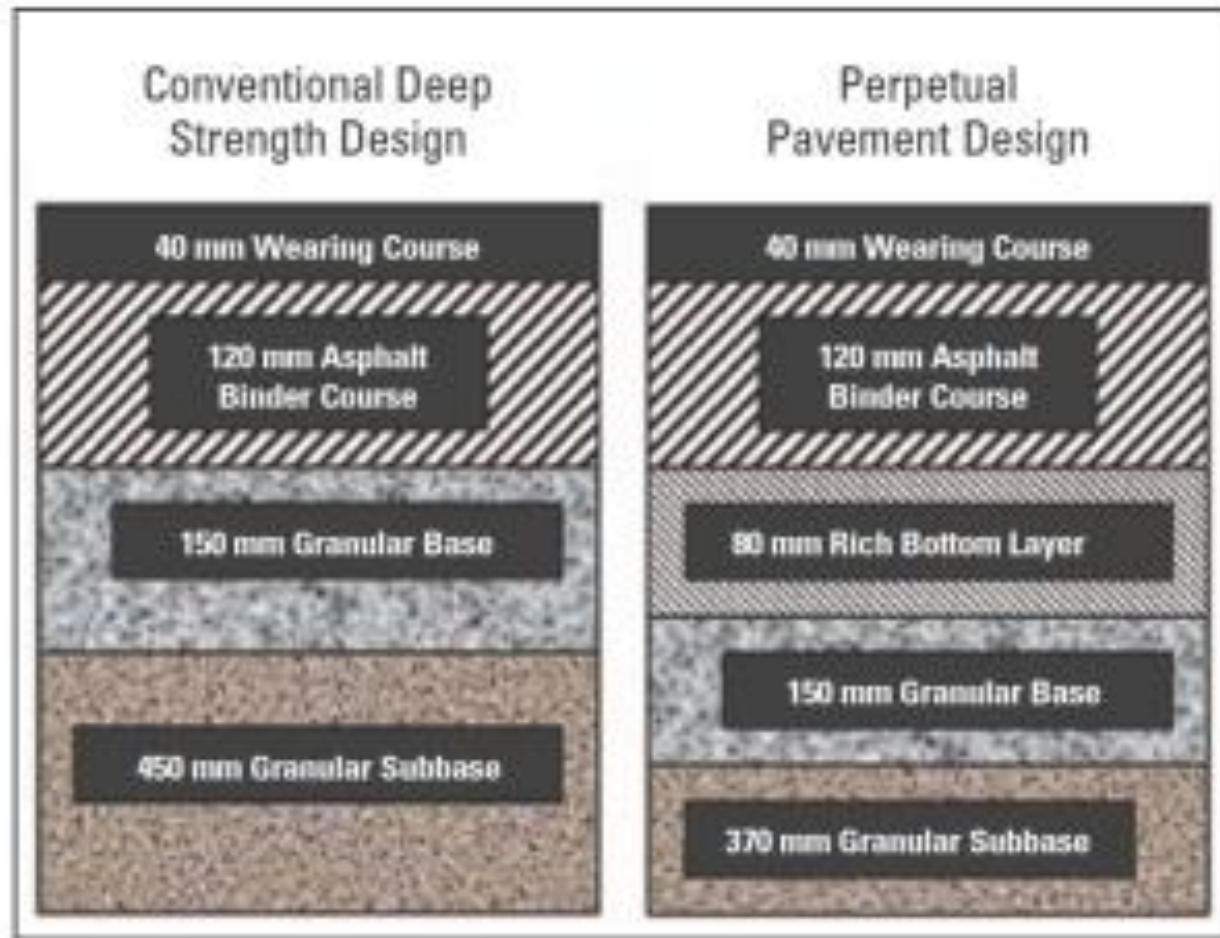 Conventional Deep
Strength Design
40 mm Wearing Course
120 mm Asphalt
Binder Course
150 mm Granular Base
450 mm Granular Subbase
Perpetual
Pavement Design
40 mm Wearing Course
120 mm Asphalt
Binder Course
80 mm Rich Bottom Layer
150 mm Granular Base
370 mm Granular Subbase